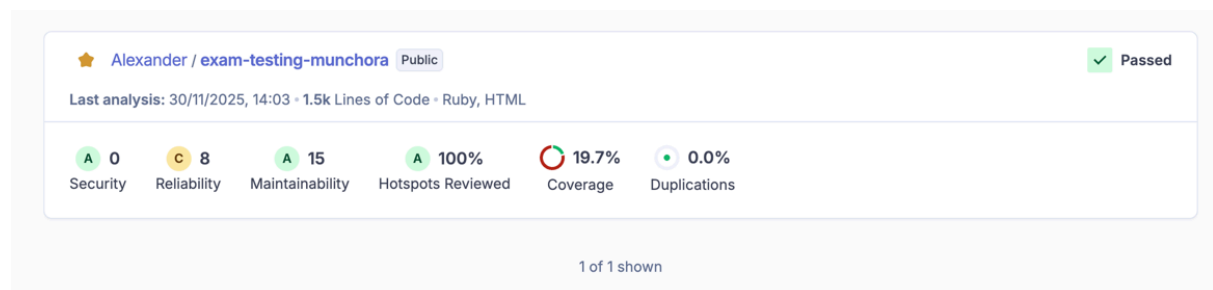 Alexander / exam-testing-munchora Public Passed
Last analysis: 30/11/2025, 14:03 • 1.5k Lines of Code • Ruby, HTML
A 0 C 8 A 15 A 100% 19.7% 0.0%
Security Reliability Maintainability Hotspots Reviewed Coverage Duplications
1 of 1 shown